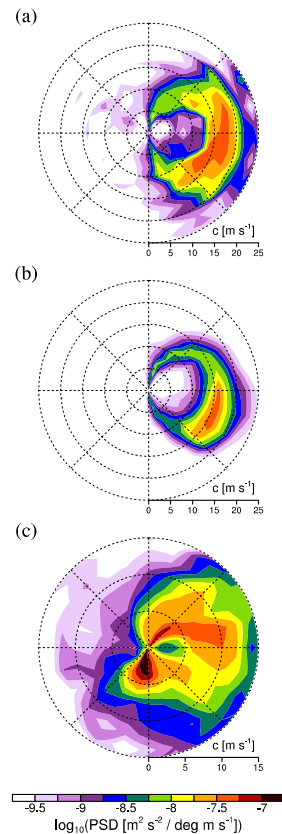 (a)
c [m s⁻¹]
0 5 10 15 20 25
(b)
c [m s⁻¹]
0 5 10 15 20 25
(c)
c [m s⁻¹]
0 5 10 15
-9.5 -9 -8.5 -8 -7.5 -7
log₁₀(PSD [m² s⁻² / deg m s⁻¹])